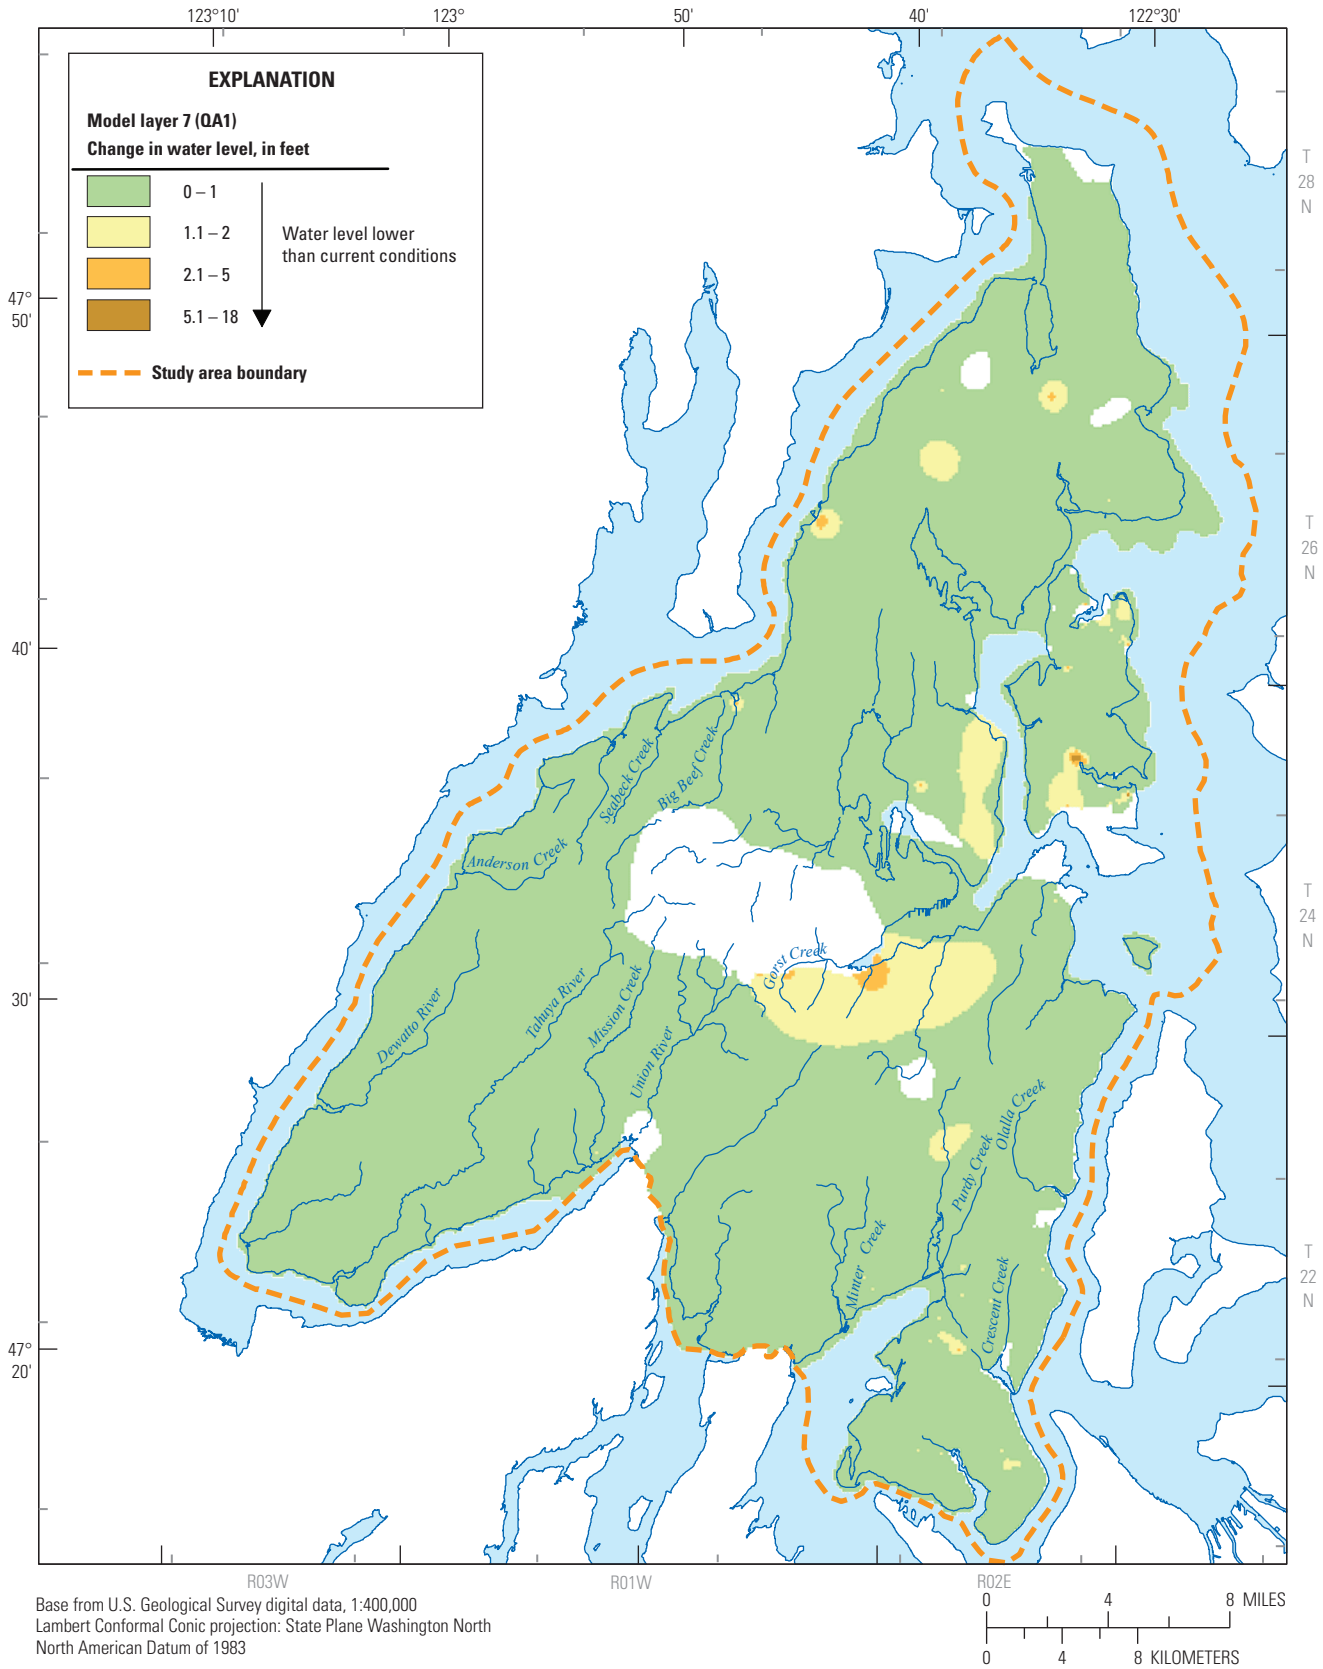 123°10'
123°
50'
40'
122°30'
EXPLANATION
Model layer 7 (QA1)
Change in water level, in feet
0 – 1
1.1 – 2
2.1 – 5
5.1 – 18
Water level lower
than current conditions
Study area boundary
T
28
N
47°
50'
T
26
N
40'
Seabeck Creek
Big Beef Creek
Anderson Creek
T
24
N
Gorst Creek
30'
Dewatto River
Tahuya River
Mission Creek
Union River
Olalla Creek
Purdy Creek
Minter Creek
Crescent Creek
T
22
N
47°
20'
R03W
R01W
R02E
Base from U.S. Geological Survey digital data, 1:400,000
Lambert Conformal Conic projection: State Plane Washington North
North American Datum of 1983
0 4 8 MILES
0 4 8 KILOMETERS